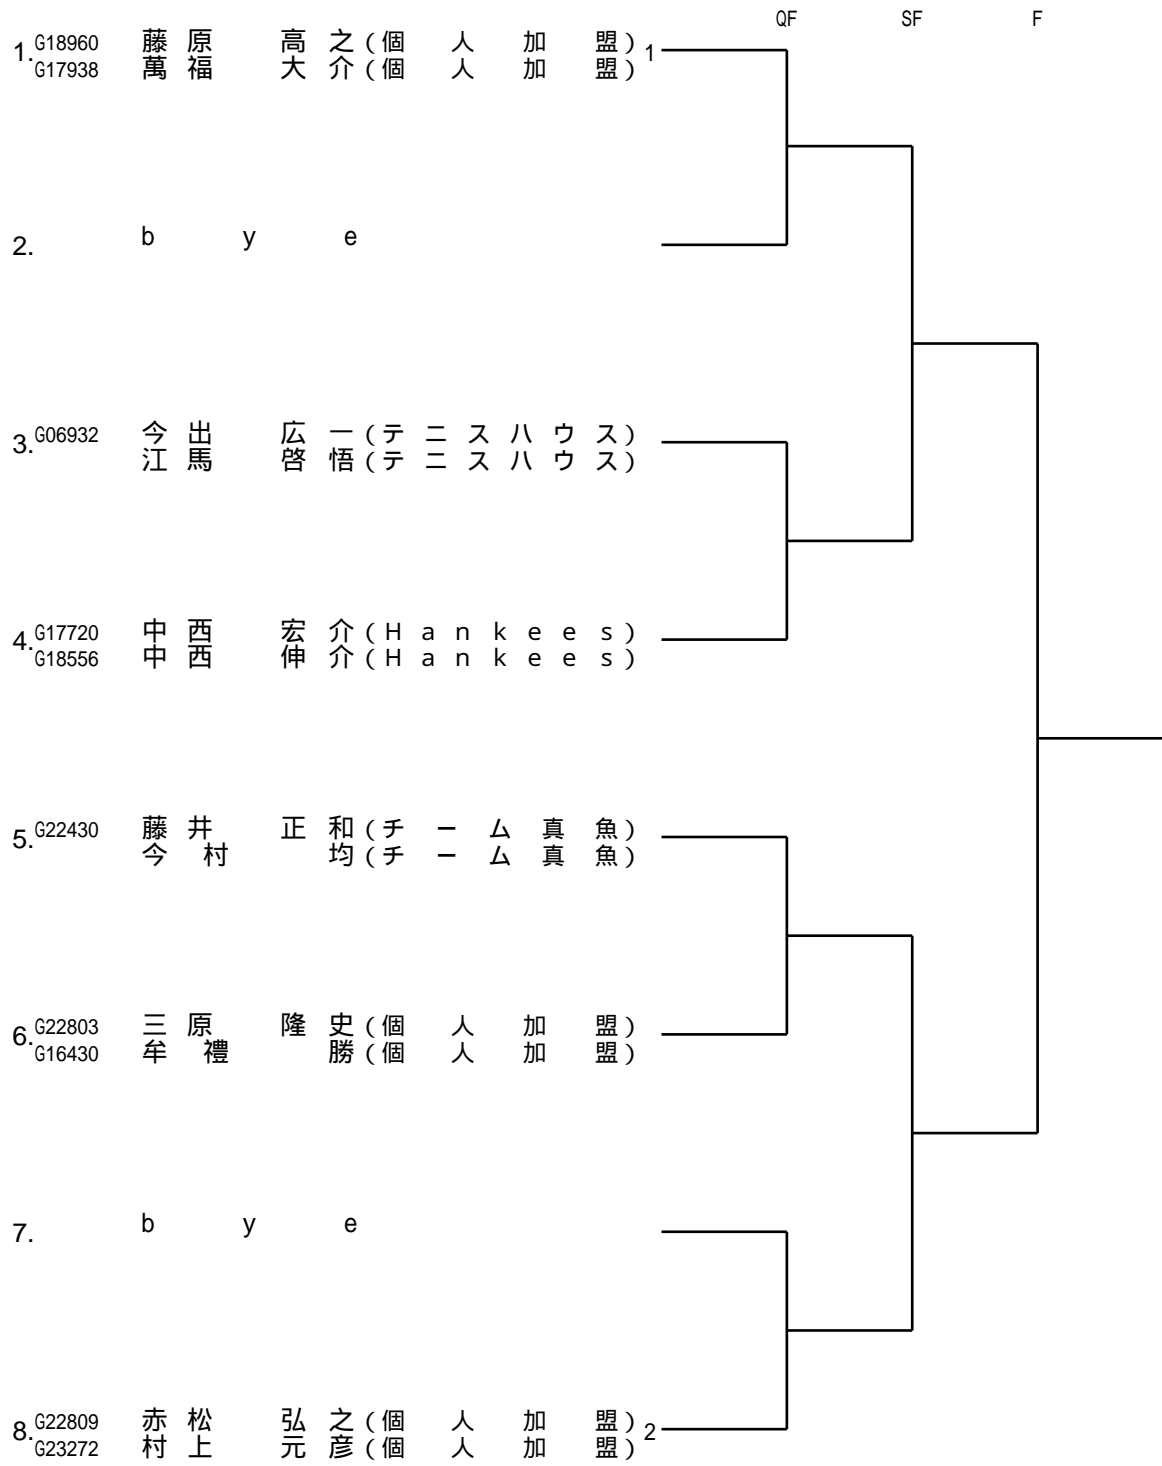 QF SF F
1. G18960 藤原 高之(個人加盟) 1
G17938 萬福 大介(個人加盟)
2. bye
3. G06932 今出 広一(テニスハウス)
江馬 啓悟(テニスハウス)
4. G17720 中西 宏介(Hankees)
G18556 中西 伸介(Hankees)
5. G22430 藤井 正和(チーム真魚)
今村 均(チーム真魚)
6. G22803 三原 隆史(個人加盟)
G16430 牟禮 勝(個人加盟)
7. bye
8. G22809 赤松 弘之(個人加盟) 2
G23272 村上 元彦(個人加盟)